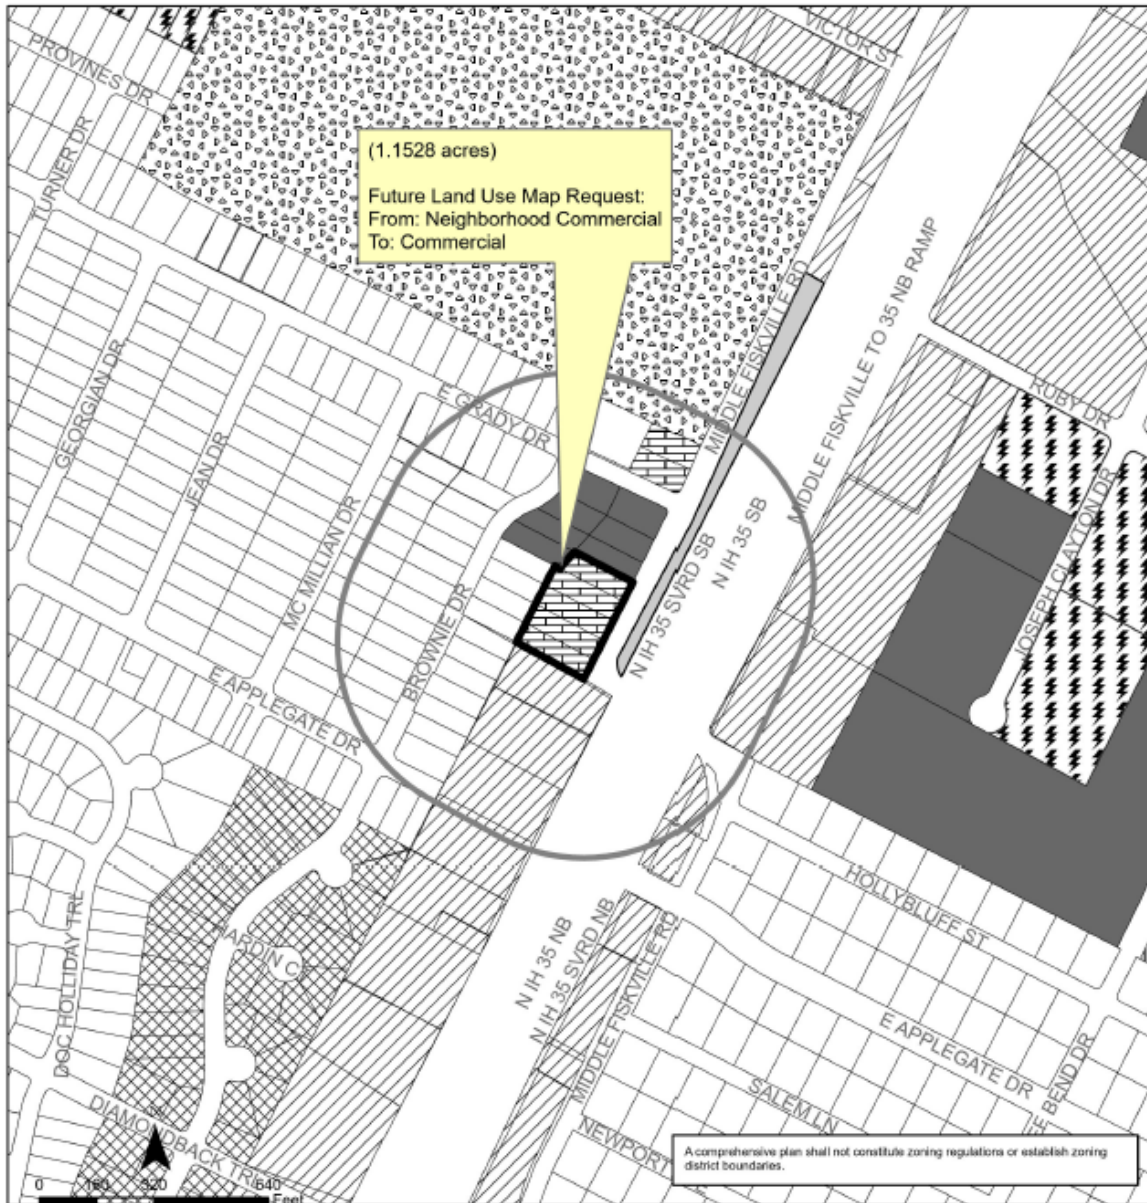 VICTOR ST
PROVINES DR
TURNER DR
(1.1528 acres)
Future Land Use Map Request:
From: Neighborhood Commercial
To: Commercial
MIDDLE FISKVILLE RD
MIDDLE FISKVILLE TO 35 NB RAMP
RUBY DR
GEORGIAN DR
JEAN DR
E GRADY DR
MC MILLIAN DR
BROWNIE DR
N IH 35 SVRD SB
N IH 35 SB
JOSEPH CLAYTON DR
E APPLEGATE DR
DOC HOLLIDAY TRL
N IH 35 NB
N IH 35 SVRD NB
MIDDLE FISKVILLE RD
HOLLYBLUFF ST
E APPLEGATE DR
BEND DR
SALEM LN
NEWPORT
DIAMONDBACK TRL
0 160 320 640
Feet
A comprehensive plan shall not constitute zoning regulations or establish zoning
district boundaries.